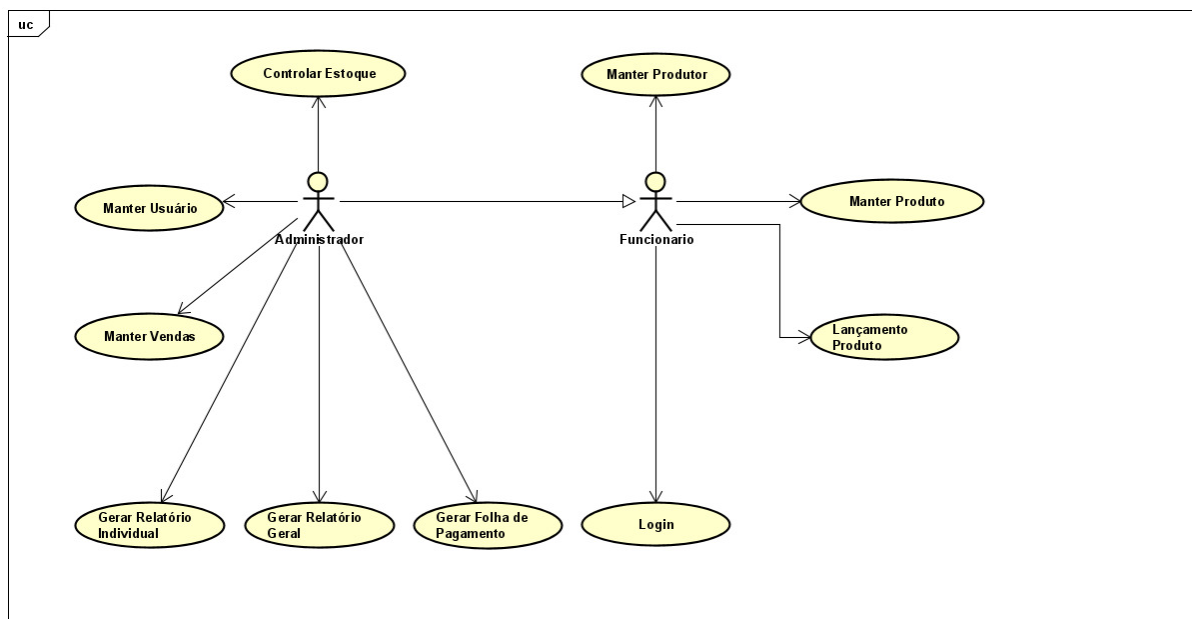 uc
Controlar Estoque
Manter Produtor
Manter Usuário
Manter Produto
Administrador
Funcionario
Manter Vendas
Lançamento
Produto
Gerar Relatório
Individual
Gerar Relatório
Geral
Gerar Folha de
Pagamento
Login